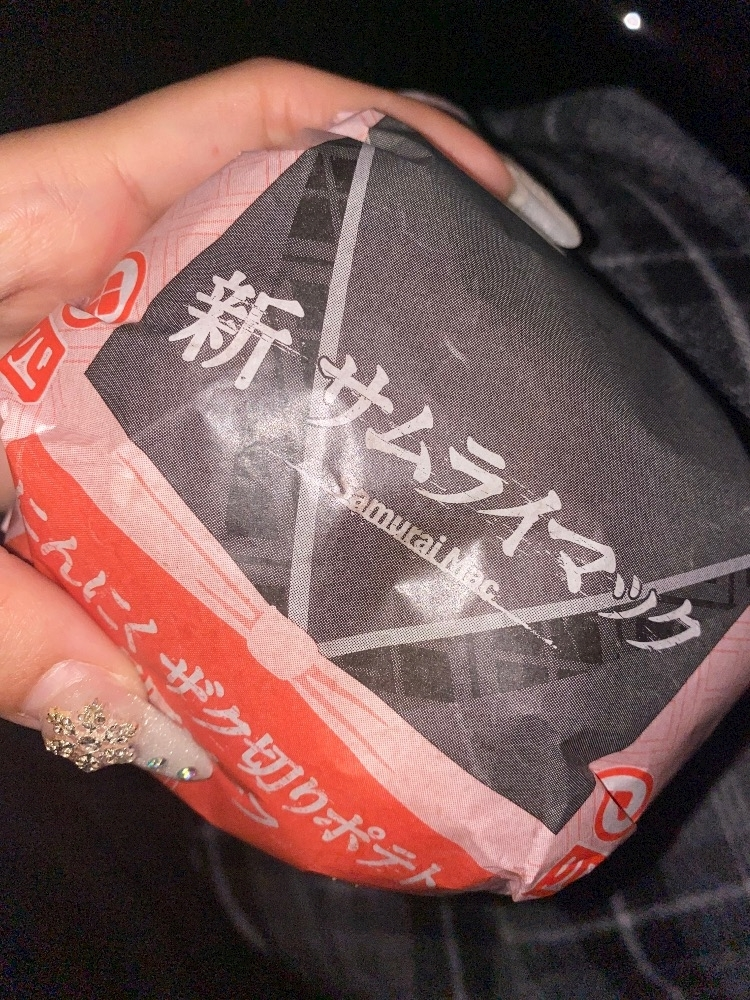 新 サムライマック
Samurai Mac
にんにくザク切りポテト